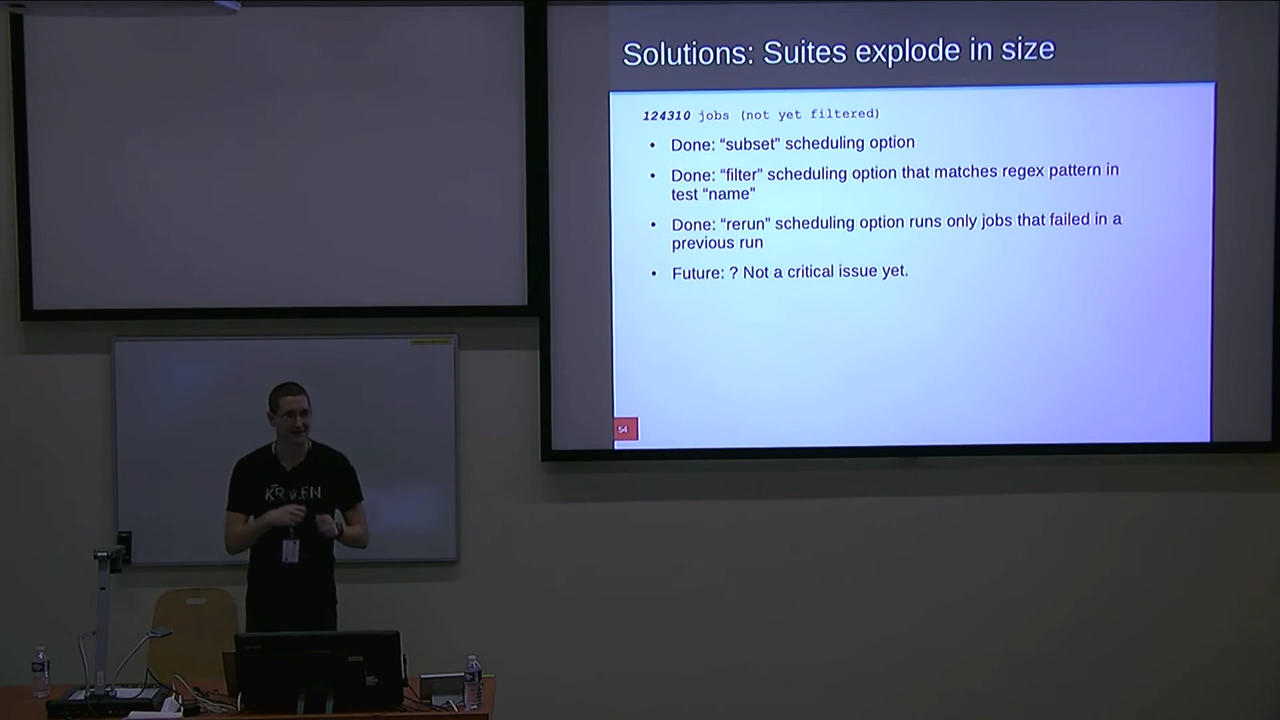 Solutions: Suites explode in size
124310 jobs (not yet filtered)
• Done: “subset” scheduling option
• Done: “filter” scheduling option that matches regex pattern in
test “name”
• Done: “rerun” scheduling option runs only jobs that failed in a
previous run
• Future: ? Not a critical issue yet.
54
KRAKEN